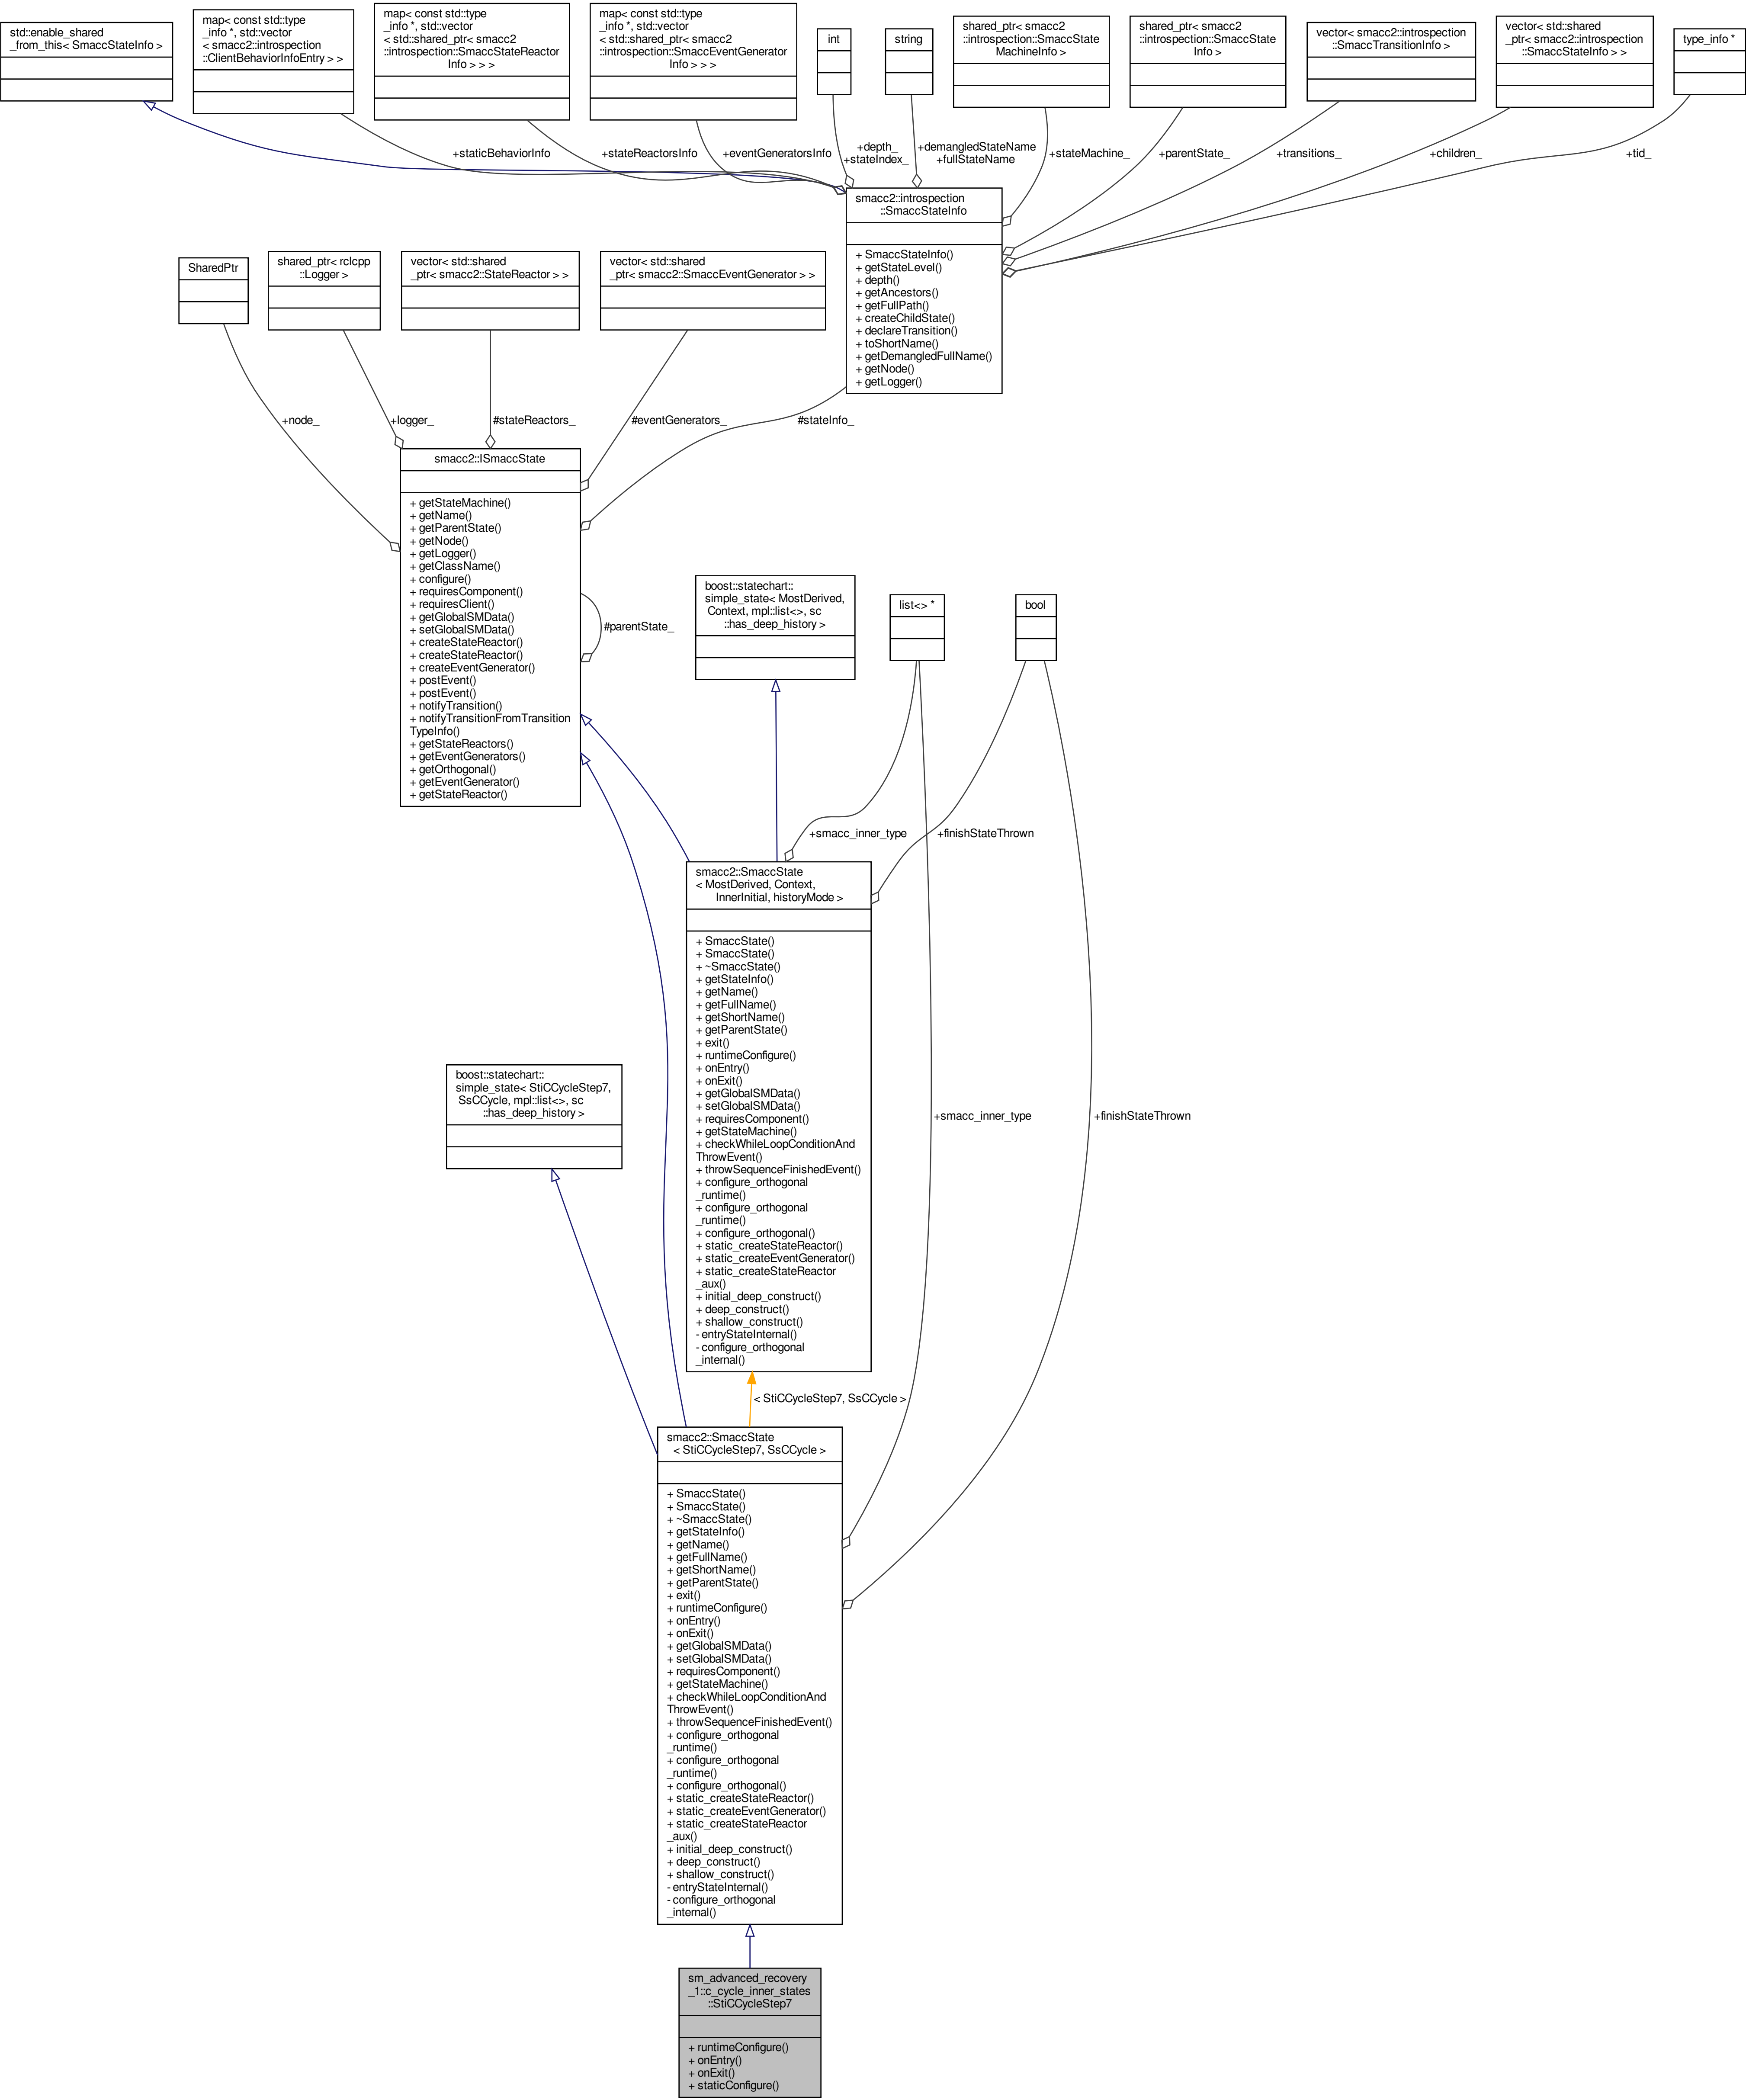 std::enable_shared
_from_this< SmaccStateInfo >
map< const std::type
_info *, std::vector
< smacc2::introspection
::ClientBehaviorInfoEntry > >
map< const std::type
_info *, std::vector
< std::shared_ptr< smacc2
::introspection::SmaccStateReactor
Info > > >
map< const std::type
_info *, std::vector
< std::shared_ptr< smacc2
::introspection::SmaccEventGenerator
Info > > >
int
string
shared_ptr< smacc2
::introspection::SmaccState
MachineInfo >
shared_ptr< smacc2
::introspection::SmaccState
Info >
vector< smacc2::introspection
::SmaccTransitionInfo >
vector< std::shared
_ptr< smacc2::introspection
::SmaccStateInfo > >
type_info *
+staticBehaviorInfo
+stateReactorsInfo
+eventGeneratorsInfo
+depth_
+stateIndex_
+demangledStateName
+fullStateName
+stateMachine_
+parentState_
+transitions_
+children_
+tid_
smacc2::introspection
::SmaccStateInfo
+ SmaccStateInfo()
+ getStateLevel()
+ depth()
+ getAncestors()
+ getFullPath()
+ createChildState()
+ declareTransition()
+ toShortName()
+ getDemangledFullName()
+ getNode()
+ getLogger()
SharedPtr
shared_ptr< rclcpp
::Logger >
vector< std::shared
_ptr< smacc2::StateReactor > >
vector< std::shared
_ptr< smacc2::SmaccEventGenerator > >
+node_
+logger_
#stateReactors_
#eventGenerators_
#stateInfo_
smacc2::ISmaccState
+ getStateMachine()
+ getName()
+ getParentState()
+ getNode()
+ getLogger()
+ getClassName()
+ configure()
+ requiresComponent()
+ requiresClient()
+ getGlobalSMData()
+ setGlobalSMData()
+ createStateReactor()
+ createStateReactor()
+ createEventGenerator()
+ postEvent()
+ postEvent()
+ notifyTransition()
+ notifyTransitionFromTransition
TypeInfo()
+ getStateReactors()
+ getEventGenerators()
+ getOrthogonal()
+ getEventGenerator()
+ getStateReactor()
#parentState_
boost::statechart::
simple_state< MostDerived,
Context, mpl::list<>, sc
::has_deep_history >
list<> *
bool
+smacc_inner_type
+finishStateThrown
smacc2::SmaccState
< MostDerived, Context,
InnerInitial, historyMode >
+ SmaccState()
+ SmaccState()
+ ~SmaccState()
+ getStateInfo()
+ getName()
+ getFullName()
+ getShortName()
+ getParentState()
+ exit()
+ runtimeConfigure()
+ onEntry()
+ onExit()
+ getGlobalSMData()
+ setGlobalSMData()
+ requiresComponent()
+ getStateMachine()
+ checkWhileLoopConditionAnd
ThrowEvent()
+ throwSequenceFinishedEvent()
+ configure_orthogonal
_runtime()
+ configure_orthogonal
_runtime()
+ configure_orthogonal()
+ static_createStateReactor()
+ static_createEventGenerator()
+ static_createStateReactor
_aux()
+ initial_deep_construct()
+ deep_construct()
+ shallow_construct()
- entryStateInternal()
- configure_orthogonal
_internal()
boost::statechart::
simple_state< StiCCycleStep7,
SsCCycle, mpl::list<>, sc
::has_deep_history >
+smacc_inner_type
+finishStateThrown
< StiCCycleStep7, SsCCycle >
smacc2::SmaccState
< StiCCycleStep7, SsCCycle >
+ SmaccState()
+ SmaccState()
+ ~SmaccState()
+ getStateInfo()
+ getName()
+ getFullName()
+ getShortName()
+ getParentState()
+ exit()
+ runtimeConfigure()
+ onEntry()
+ onExit()
+ getGlobalSMData()
+ setGlobalSMData()
+ requiresComponent()
+ getStateMachine()
+ checkWhileLoopConditionAnd
ThrowEvent()
+ throwSequenceFinishedEvent()
+ configure_orthogonal
_runtime()
+ configure_orthogonal
_runtime()
+ configure_orthogonal()
+ static_createStateReactor()
+ static_createEventGenerator()
+ static_createStateReactor
_aux()
+ initial_deep_construct()
+ deep_construct()
+ shallow_construct()
- entryStateInternal()
- configure_orthogonal
_internal()
sm_advanced_recovery
_1::c_cycle_inner_states
::StiCCycleStep7
+ runtimeConfigure()
+ onEntry()
+ onExit()
+ staticConfigure()